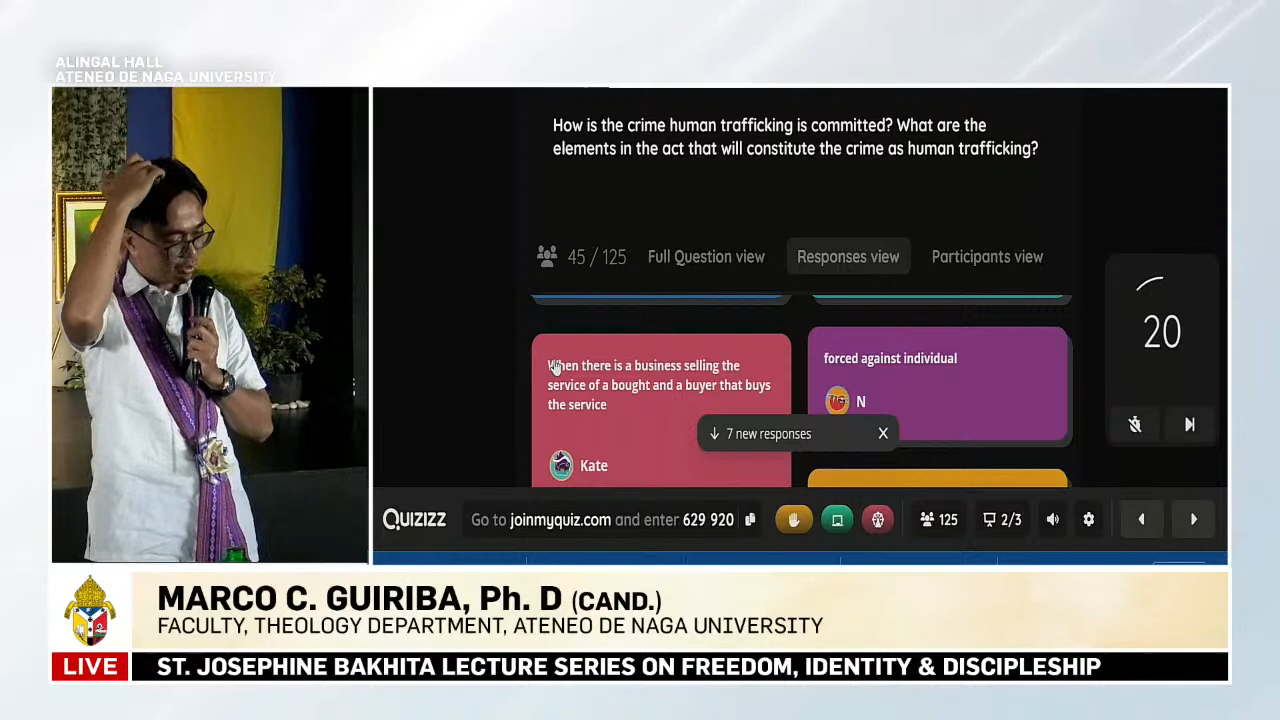 ALINGAL HALL
ATENEO DE NAGA UNIVERSITY
How is the crime human trafficking is committed? What are the
elements in the act that will constitute the crime as human trafficking?
45 / 125
Full Question view
Responses view
Participants view
20
When there is a business selling the
service of a bought and a buyer that buys
the service
Kate
forced against individual
N
7 new responses
X
QUIZIZZ
Go to joinmyquiz.com and enter 629 920
125
2/3
MARCO C. GUIRIBA, Ph. D (CAND.)
FACULTY, THEOLOGY DEPARTMENT, ATENEO DE NAGA UNIVERSITY
LIVE
ST. JOSEPHINE BAKHITA LECTURE SERIES ON FREEDOM, IDENTITY & DISCIPLESHIP